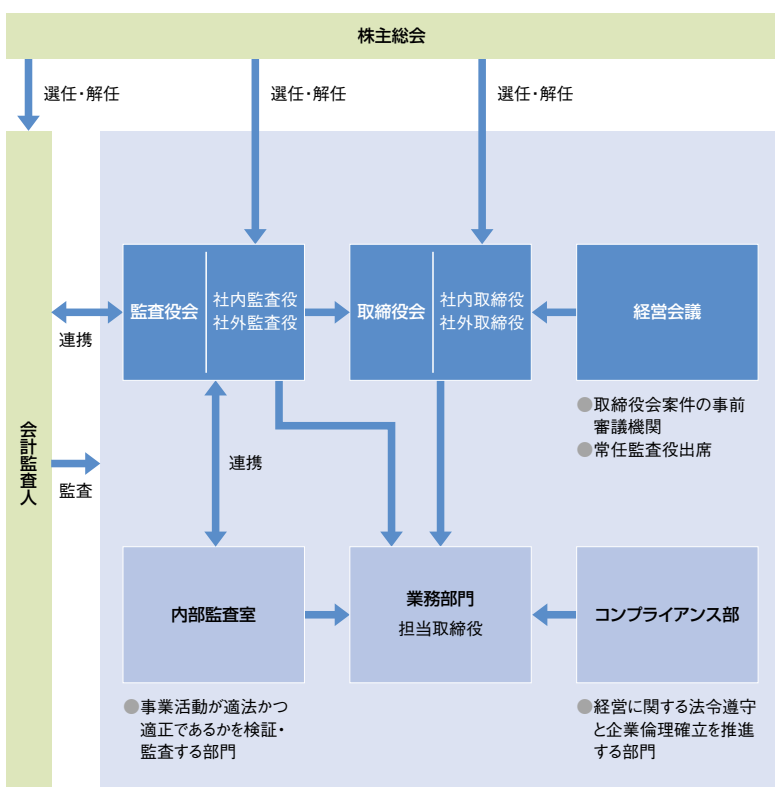 株主総会
選任・解任
選任・解任
選任・解任
監査役会
社内監査役
社外監査役
取締役会
社内取締役
社外取締役
経営会議
連携
●取締役会案件の事前
審議機関
●常任監査役出席
会計監査人
監査
連携
内部監査室
業務部門
担当取締役
コンプライアンス部
●事業活動が適法かつ
適正であるかを検証・
監査する部門
●経営に関する法令遵守
と企業倫理確立を推進
する部門